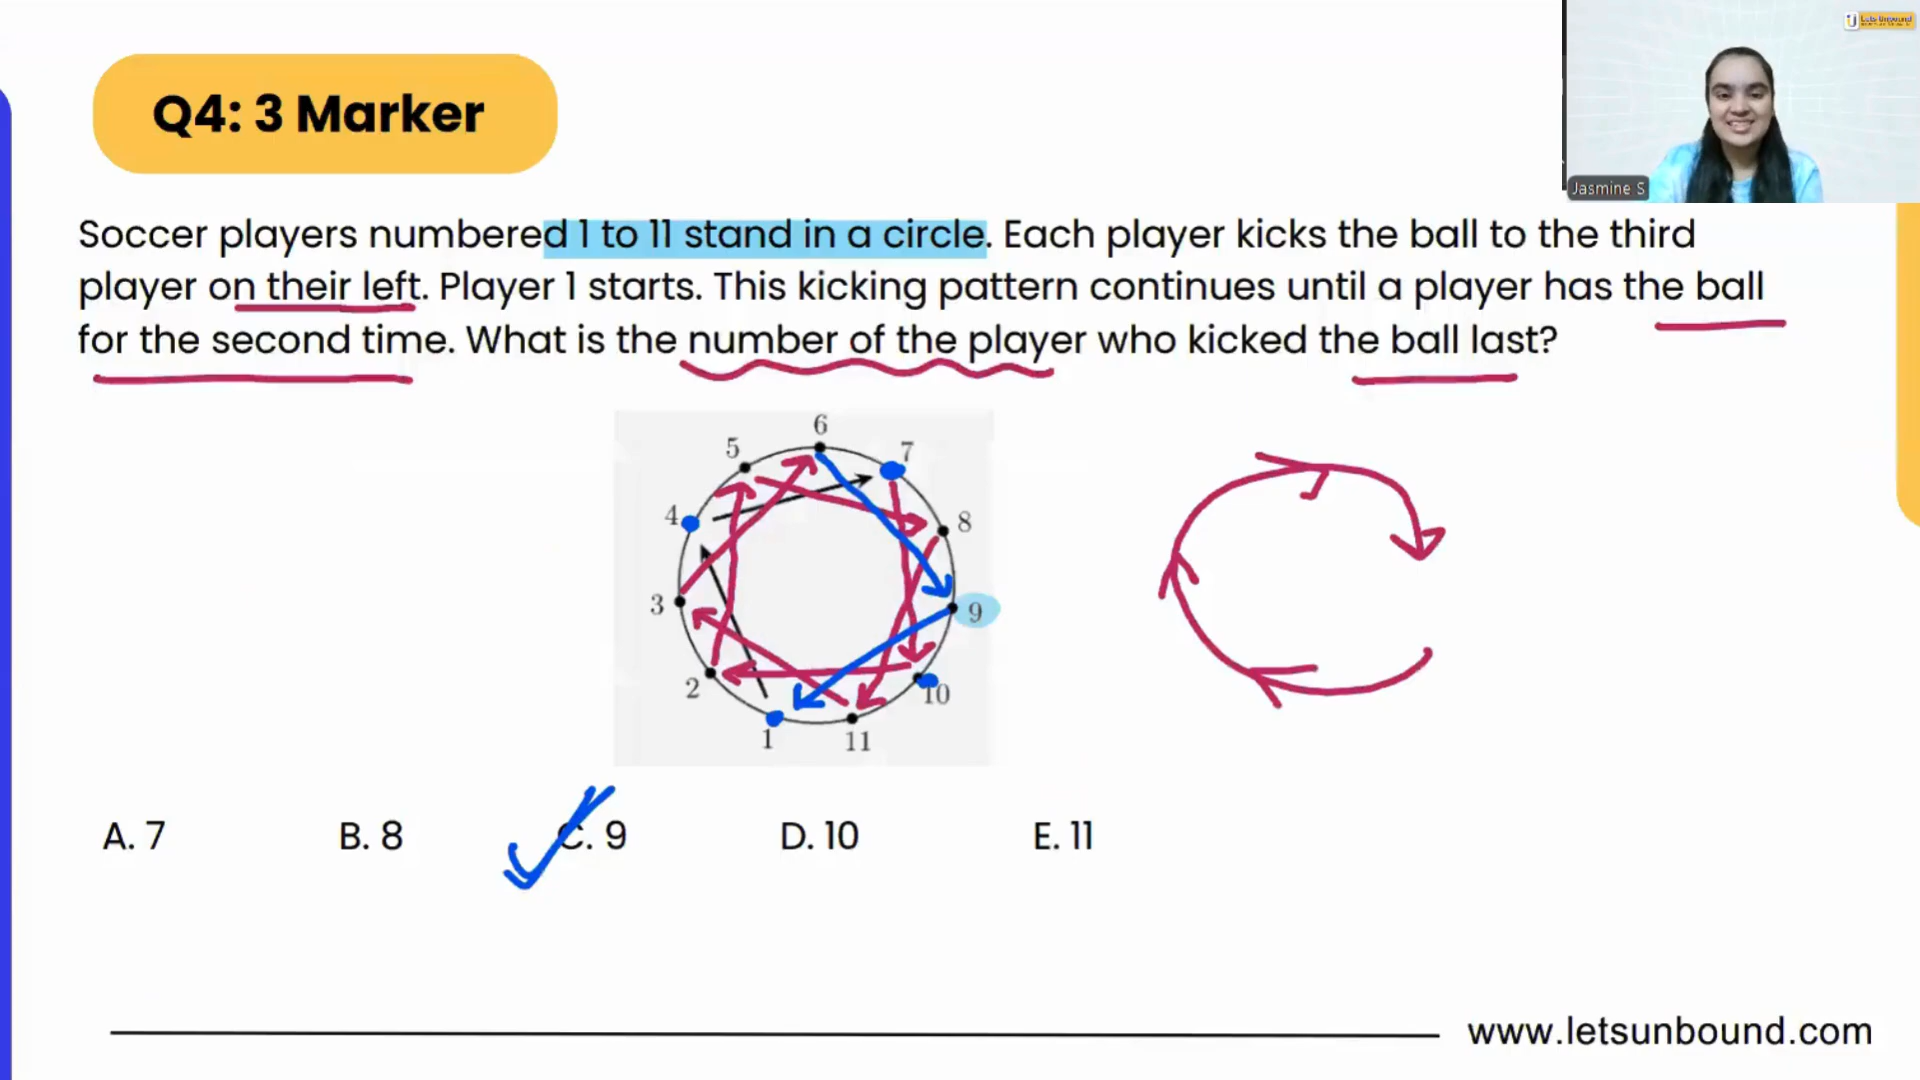 Lets Unbound
Jasmine S
Q4: 3 Marker
Soccer players numbered 1 to 11 stand in a circle. Each player kicks the ball to the third
player on their left. Player 1 starts. This kicking pattern continues until a player has the ball
for the second time. What is the number of the player who kicked the ball last?
6
5
7
4
8
3
9
2
10
1
11
A. 7
B. 8
C. 9
D. 10
E. 11
www.letsunbound.com